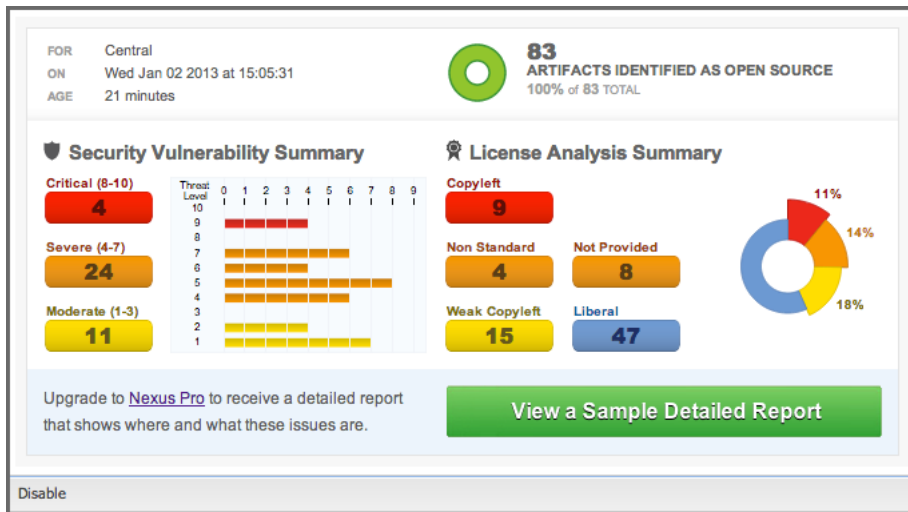 FOR Central
ON Wed Jan 02 2013 at 15:05:31
AGE 21 minutes
83
ARTIFACTS IDENTIFIED AS OPEN SOURCE
100% of 83 TOTAL
Security Vulnerability Summary
Critical (8-10)
4
Severe (4-7)
24
Moderate (1-3)
11
Threat
Level
0 1 2 3 4 5 6 7 8 9
10
9
8
7
6
5
4
3
2
1
License Analysis Summary
Copyleft
9
Non Standard
4
Not Provided
8
Weak Copyleft
15
Liberal
47
11%
14%
18%
Upgrade to Nexus Pro to receive a detailed report
that shows where and what these issues are.
View a Sample Detailed Report
Disable